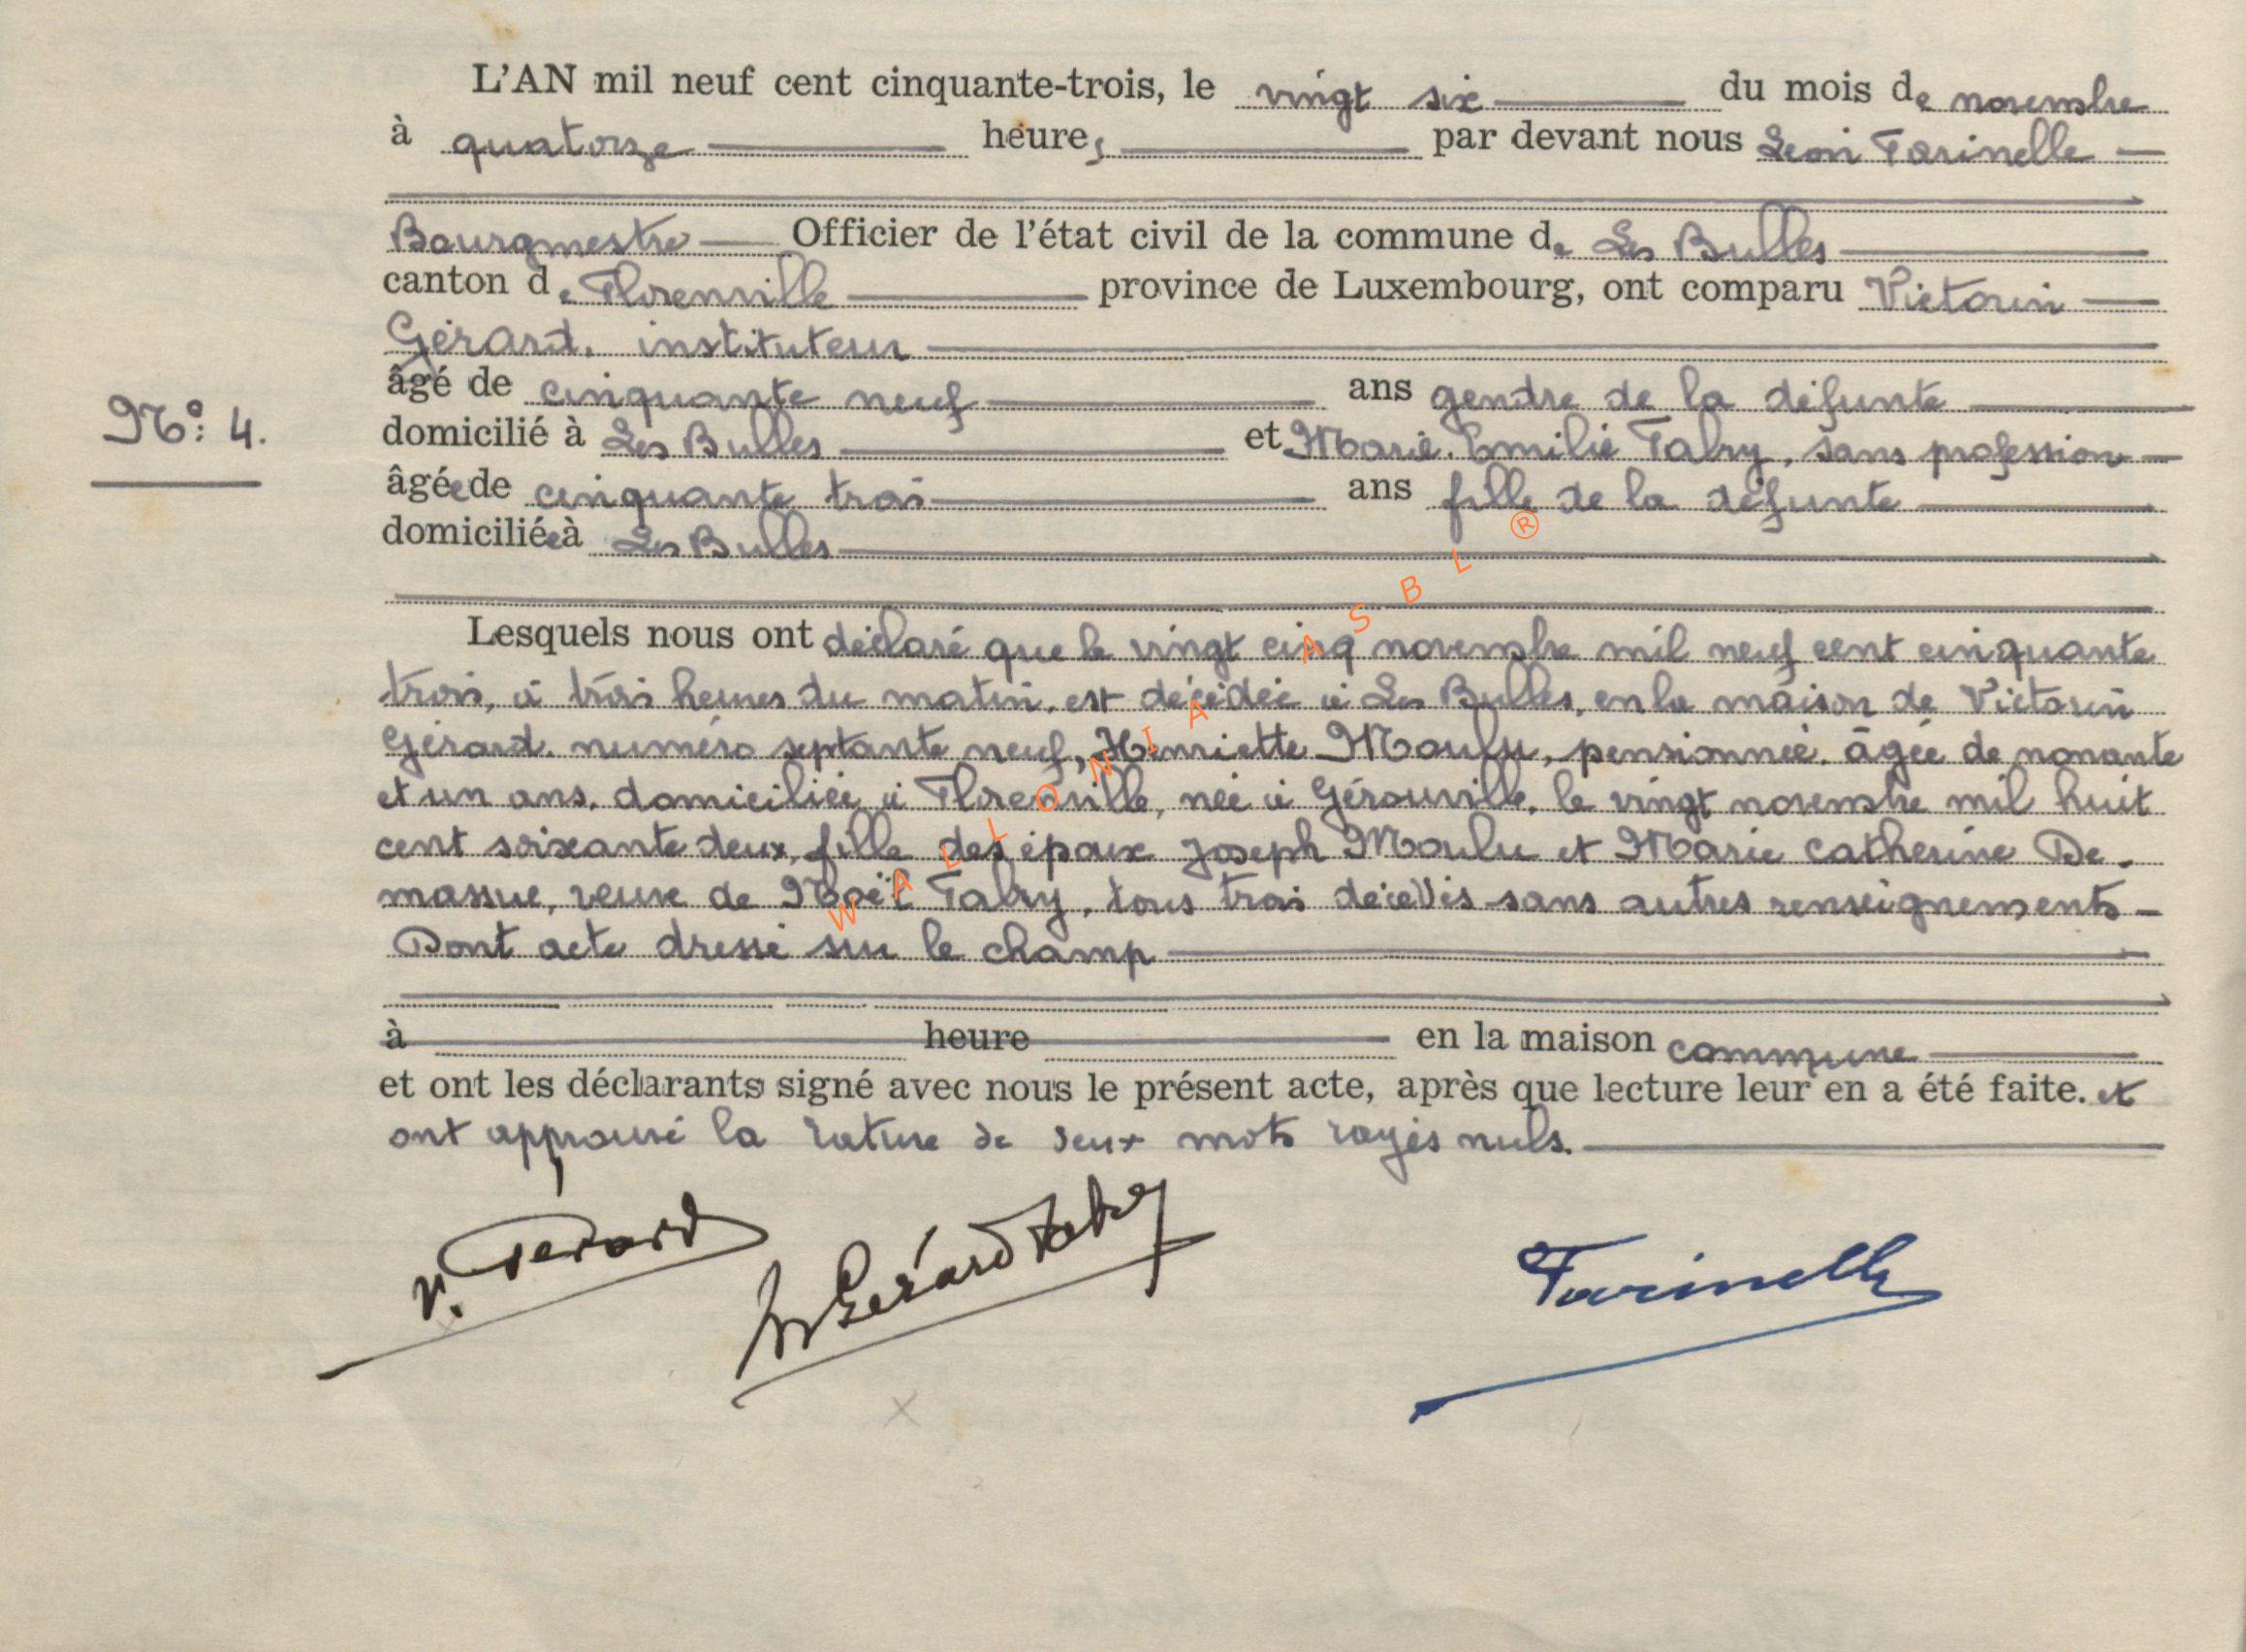 L'AN mil neuf cent cinquante-trois, le vingt six du mois de novembre
à quatorze heures, par devant nous Léon Farinelle
Bourgmestre Officier de l'état civil de la commune de Les Bulles
canton de Florenville province de Luxembourg, ont comparu Victorin
Gérard, instituteur
âgé de cinquante neuf ans gendre de la défunte
N°: 4.
domicilié à Les Bulles et Marie Emilie Fabry, sans profession
âgée de cinquante trois ans fille de la défunte
domiciliée à Les Bulles
Lesquels nous ont déclaré que le vingt cinq novembre mil neuf cent cinquante
trois, à trois heures du matin, est décédée à Les Bulles, en la maison de Victorin
Gérard, numéro septante neuf, Henriette Moulu, pensionnée, âgée de nonante
et un ans, domiciliée à Florenville, née à Gérouville, le vingt novembre mil huit
cent soixante deux, fille des époux Joseph Moulu et Marie Catherine De-
massue, veuve de Noël Fabry, tous trois décédés sans autres renseignements
Dont acte dressé sur le champ
à heure en la maison commune
et ont les déclarants signé avec nous le présent acte, après que lecture leur en a été faite. et
ont approuvé la rature de deux mots rayés nuls.
V. Gérard
Gérard Fabry
Farinelle
WALLONIA ASBL ®